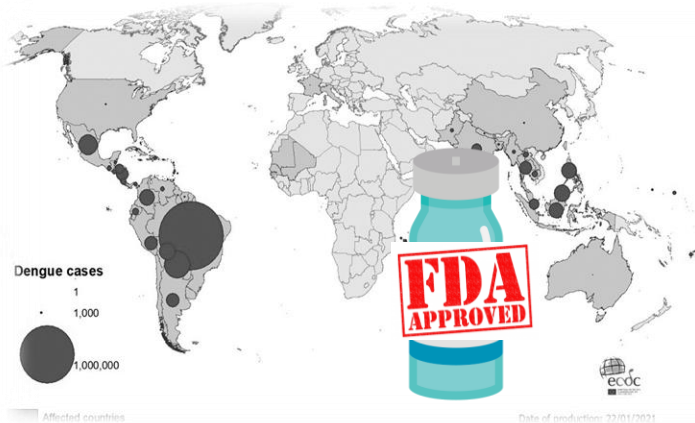 FDA
APPROVED
Dengue cases
1
1,000
1,000,000
ecdc
Affected countries
Date of production: 22/01/2021